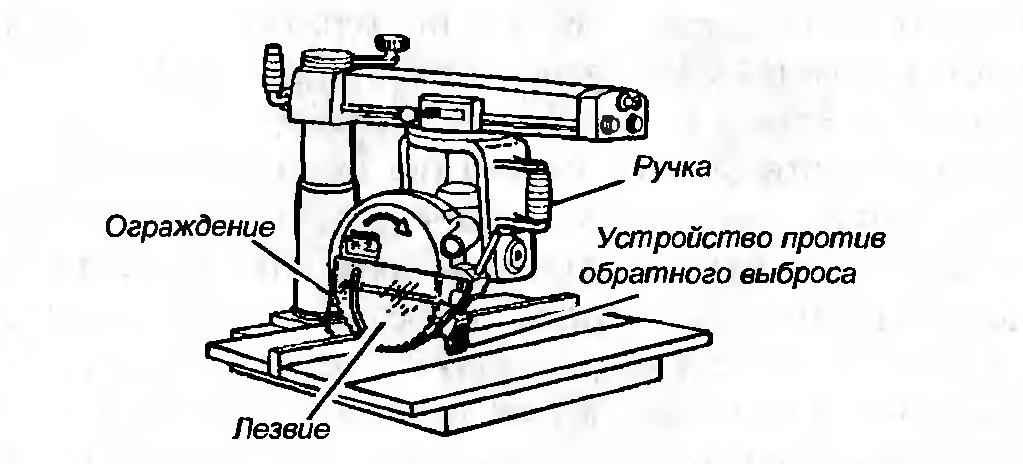 Ручка
Ограждение
Устройство против
обратного выброса
Лезвие